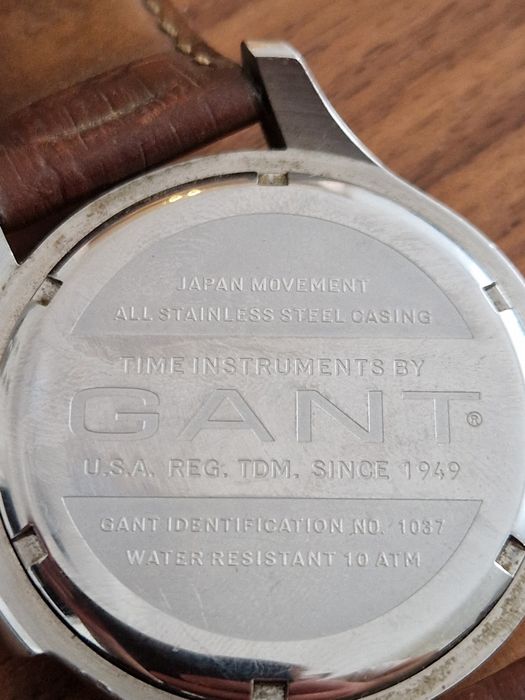 JAPAN MOVEMENT
ALL STAINLESS STEEL CASING
TIME INSTRUMENTS BY
GANT®
U.S.A. REG. TDM. SINCE 1949
GANT IDENTIFICATION NO. 1037
WATER RESISTANT 10 ATM